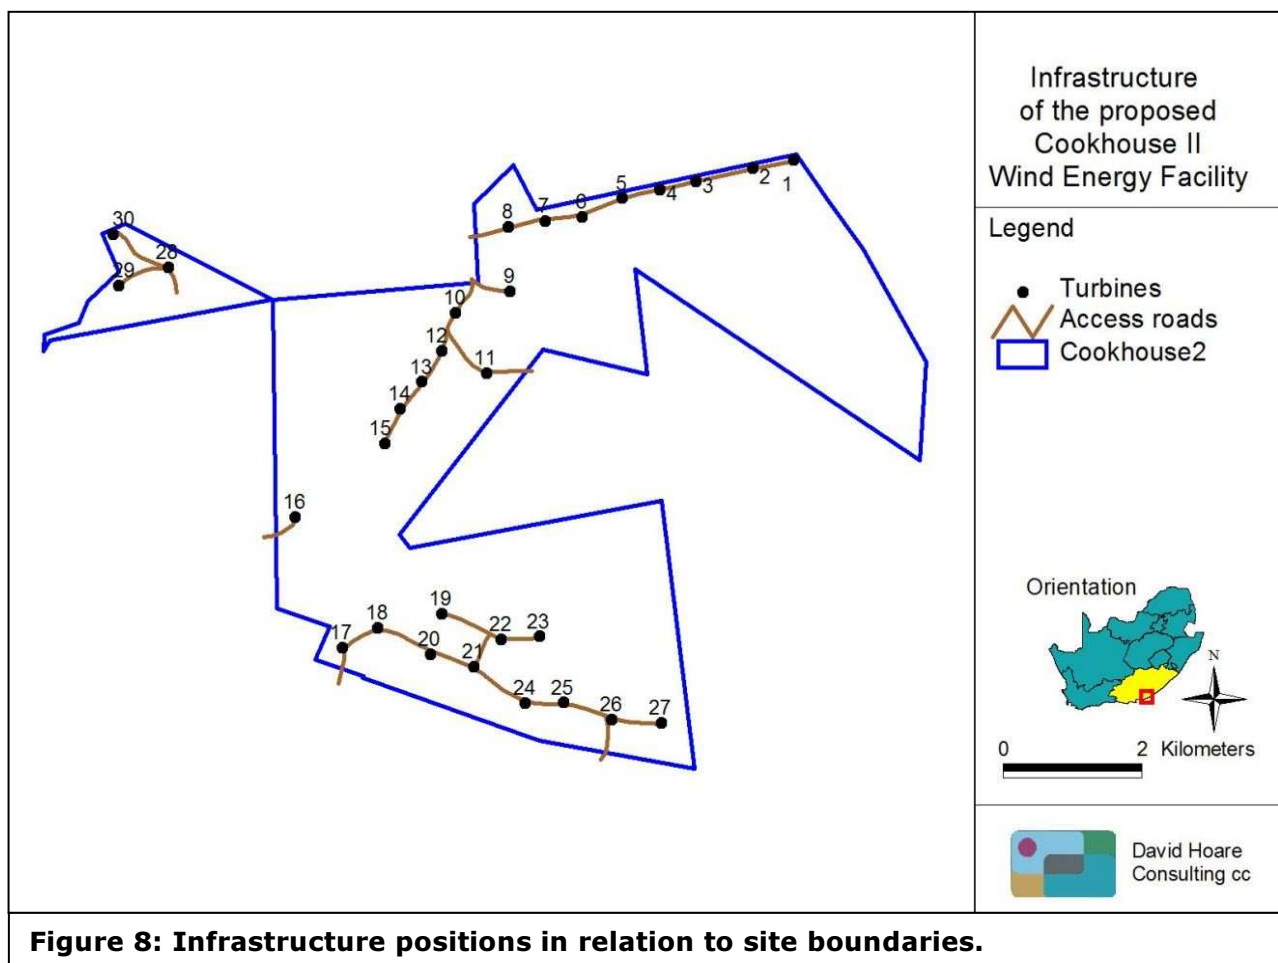 Infrastructure
of the proposed
Cookhouse II
Wind Energy Facility
Legend
Turbines
Access roads
Cookhouse2
30
28
29
8
7
6
5
4
3
2
1
9
10
12
11
13
14
15
16
19
18
17
20
22
23
21
24
25
26
27
Orientation
N
0 2 Kilometers
David Hoare
Consulting cc
Figure 8: Infrastructure positions in relation to site boundaries.